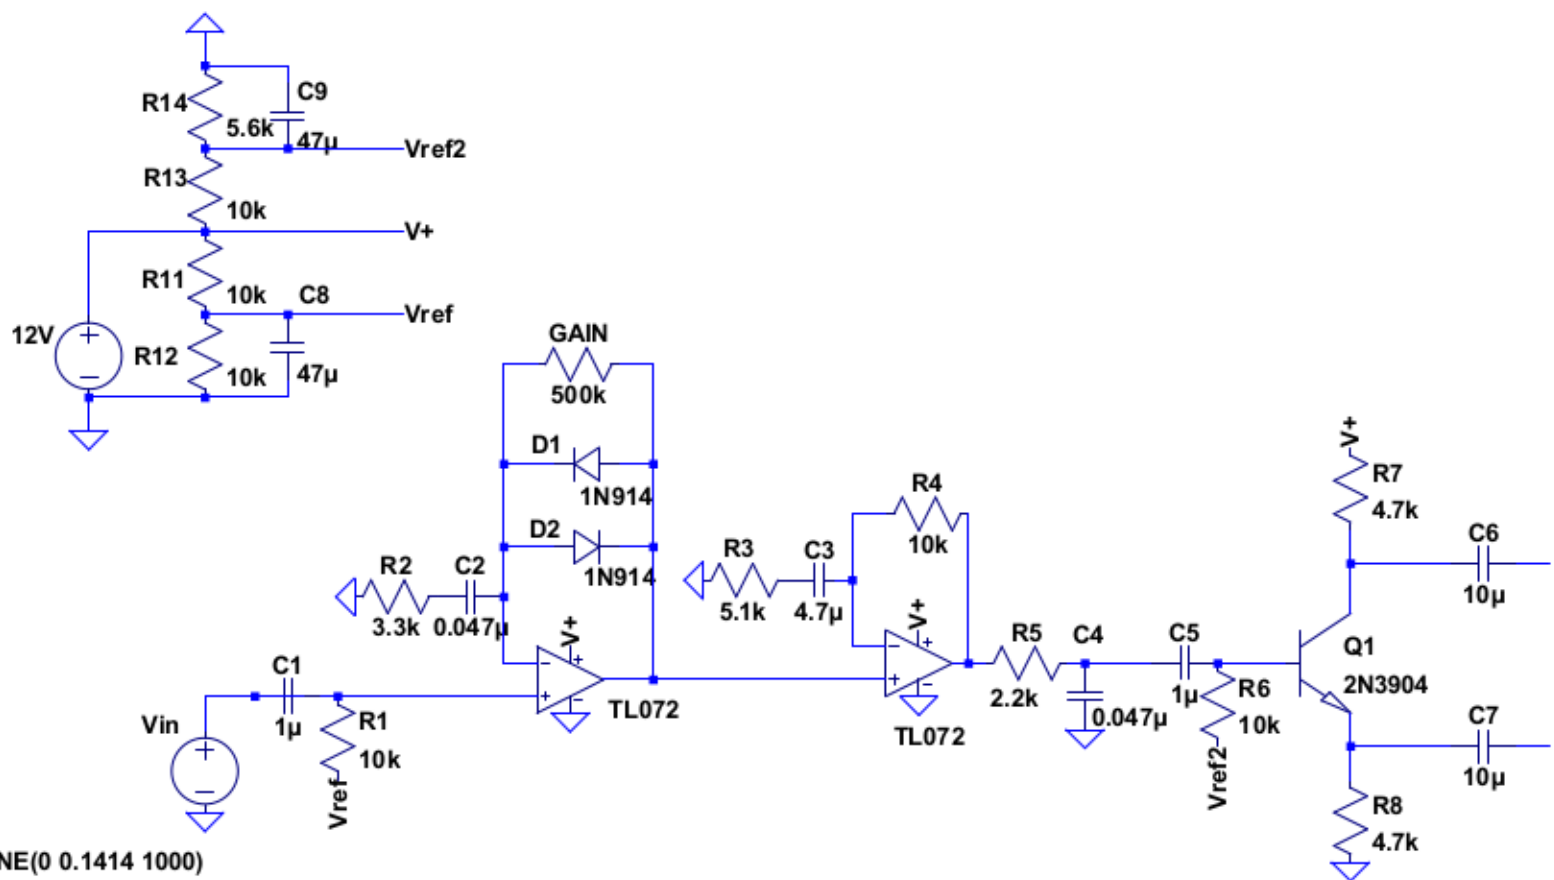 C9
R14
5.6k
47µ
Vref2
R13
10k
V+
R11
10k
C8
Vref
12V
R12
10k
47µ
GAIN
500k
D1
1N914
D2
1N914
R2
C2
3.3k
0.047µ
V+
+
−
−
+
TL072
C1
1µ
R1
10k
Vref
Vin
+
−
NE(0 0.1414 1000)
R4
10k
R3
C3
5.1k
4.7µ
V+
+
−
−
+
TL072
R5
2.2k
C4
0.047µ
C5
1µ
R6
10k
Vref2
V+
R7
4.7k
C6
10µ
Q1
2N3904
C7
10µ
R8
4.7k
+
−